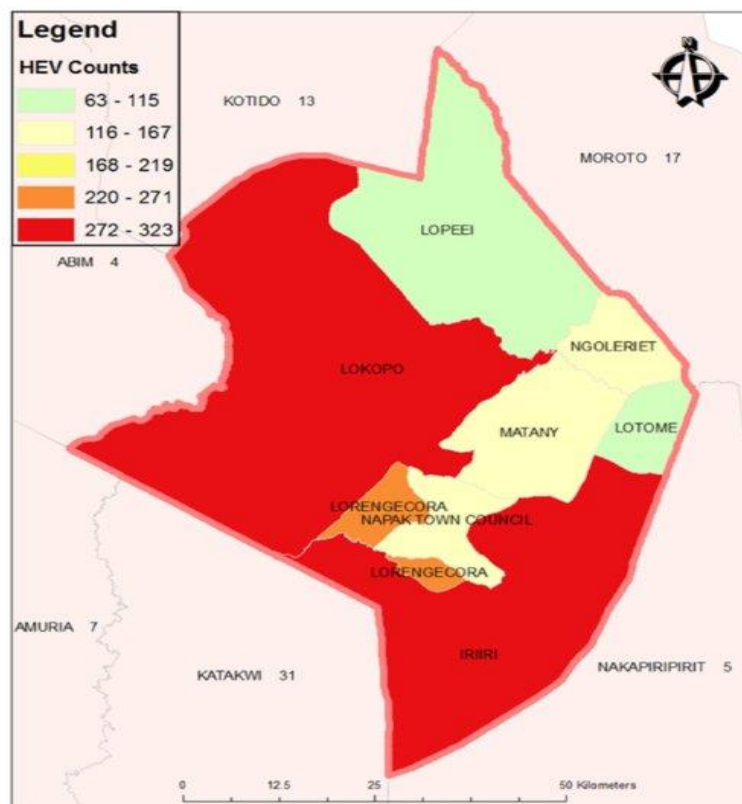 Legend
HEV Counts
63 - 115
116 - 167
168 - 219
220 - 271
272 - 323
N
KOTIDO 13
MOROTO 17
LOPEEI
ABIM 4
NGOLERIET
LOKOPO
MATANY
LOTOME
LORENGECORA
NAPAK TOWN COUNCIL
LORENGECORA
AMURIA 7
IRIIRI
KATAKWI 31
NAKAPIRIPIRIT 5
0 12.5 25 50 Kilometers